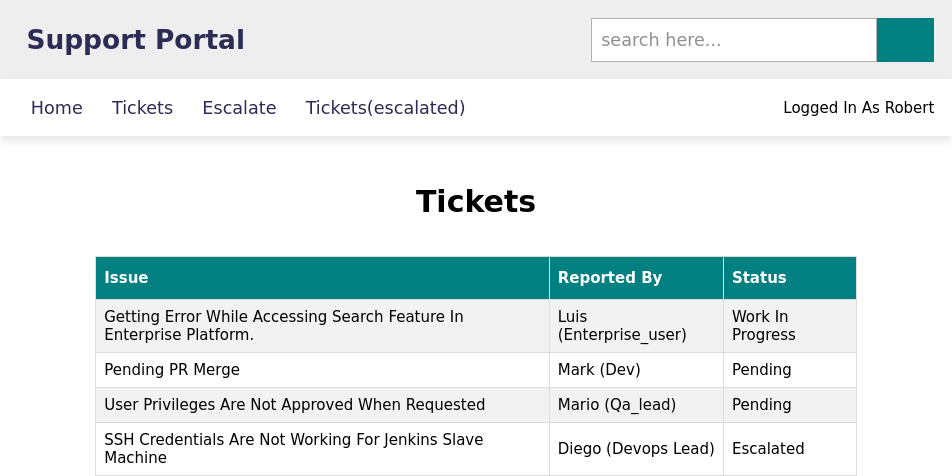 Support Portal
search here...
Home Tickets Escalate Tickets(escalated) Logged In As Robert
Tickets
Issue Reported By Status
Getting Error While Accessing Search Feature In
Enterprise Platform.
Luis
(Enterprise_user)
Work In
Progress
Pending PR Merge Mark (Dev) Pending
User Privileges Are Not Approved When Requested Mario (Qa_lead) Pending
SSH Credentials Are Not Working For Jenkins Slave
Machine
Diego (Devops Lead) Escalated